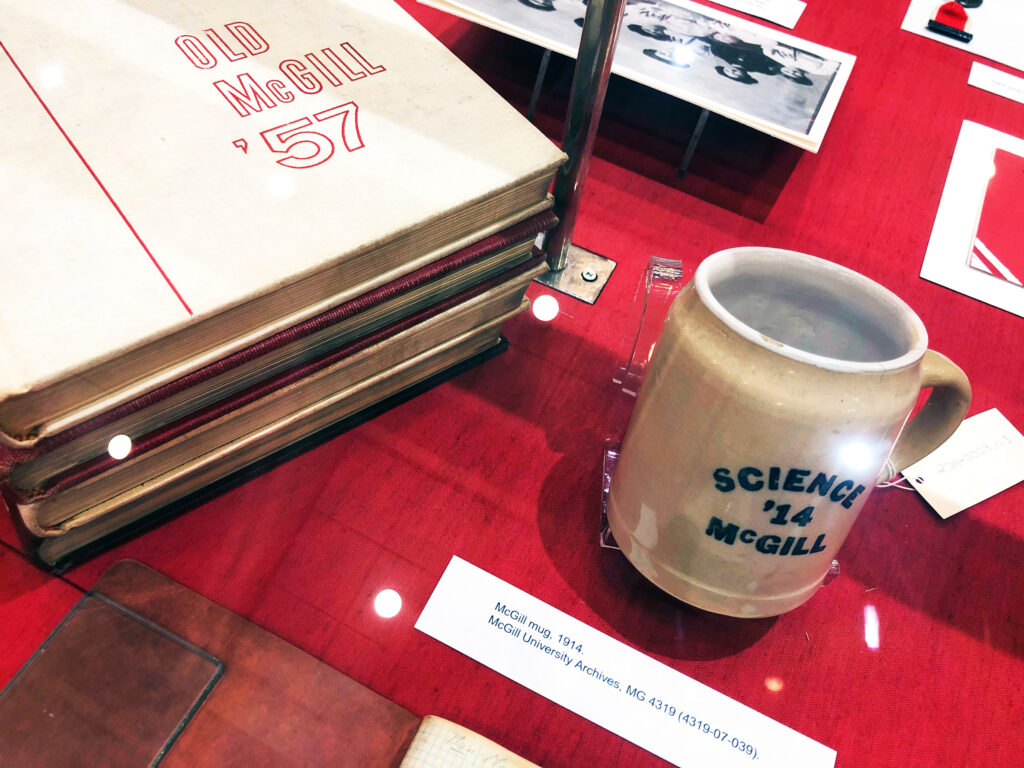 OLD
McGILL
'57
SCIENCE
'14
McGILL
McGill mug, 1914.
McGill University Archives, MG 4319 (4319-07-039).